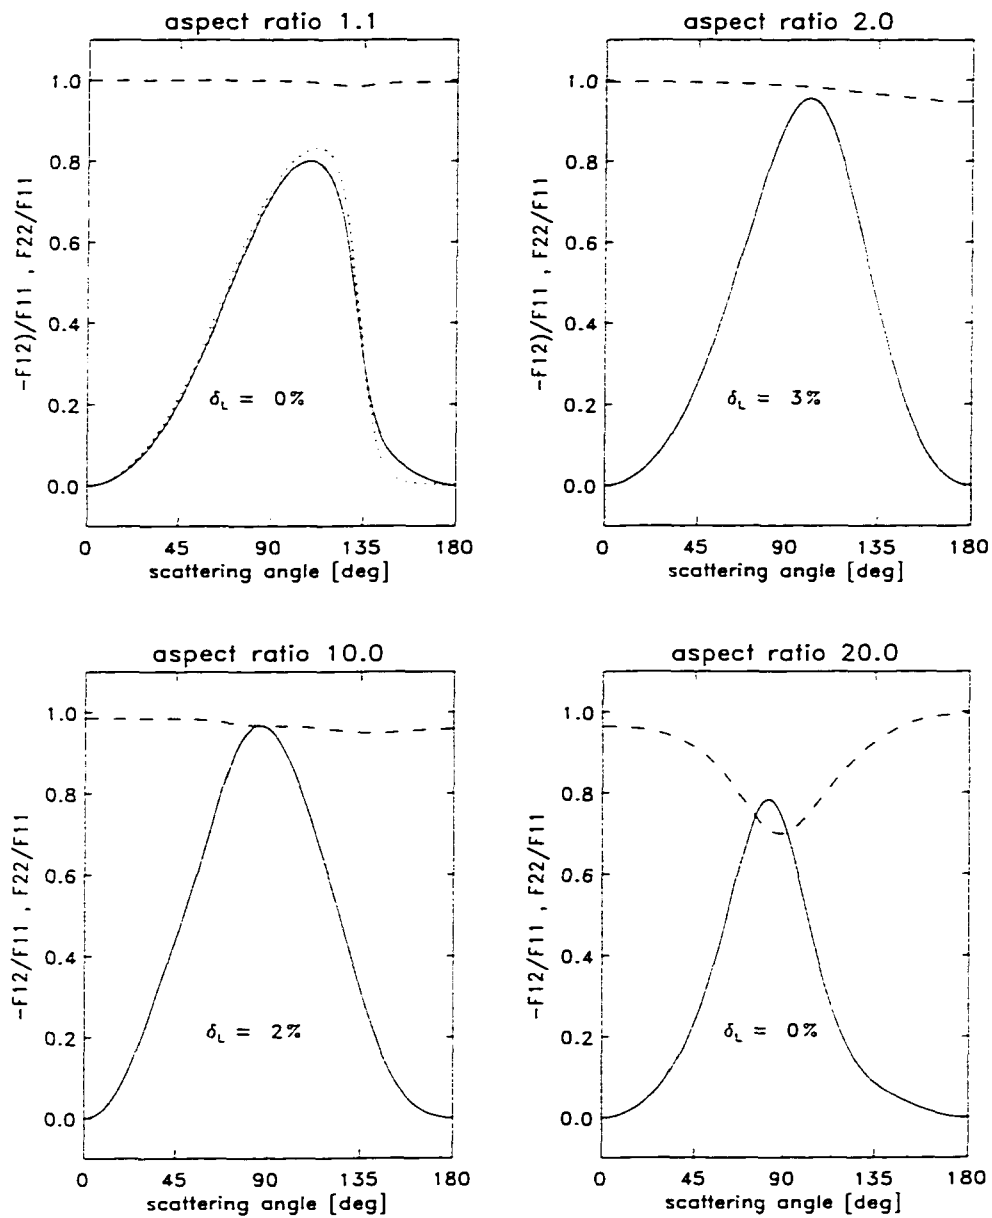 aspect ratio 1.1
-F12)/F11 , F22/F11
1.0
0.8
0.6
0.4
0.2
0.0
δL = 0%
0 45 90 135 180
scattering angle [deg]
aspect ratio 2.0
-F12)/F11 , F22/F11
1.0
0.8
0.6
0.4
0.2
0.0
δL = 3%
0 45 90 135 180
scattering angle [deg]
aspect ratio 10.0
-F12/F11 , F22/F11
1.0
0.8
0.6
0.4
0.2
0.0
δL = 2%
0 45 90 135 180
scattering angle [deg]
aspect ratio 20.0
-F12/F11 , F22/F11
1.0
0.8
0.6
0.4
0.2
0.0
δL = 0%
0 45 90 135 180
scattering angle [deg]